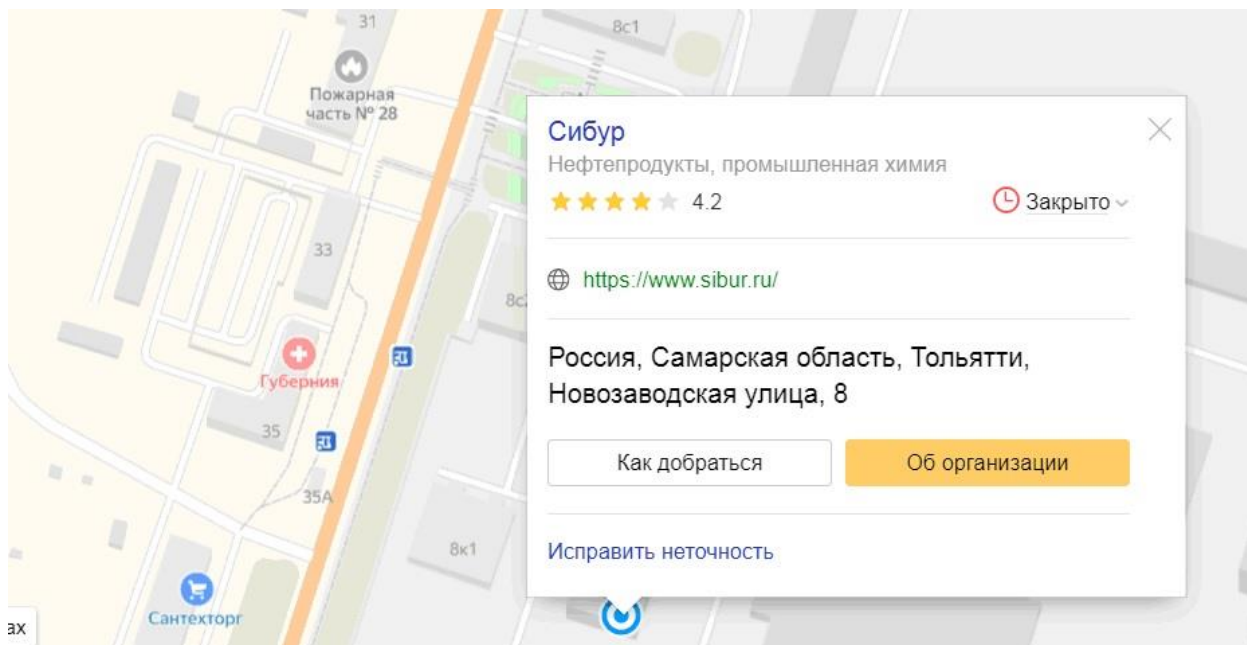 31
8с1
Пожарная
часть № 28
33
Губерния
35
35А
8к1
Сантехторг
ах
Сибур
Нефтепродукты, промышленная химия
4.2
Закрыто
https://www.sibur.ru/
Россия, Самарская область, Тольятти,
Новозаводская улица, 8
Как добраться
Об организации
Исправить неточность